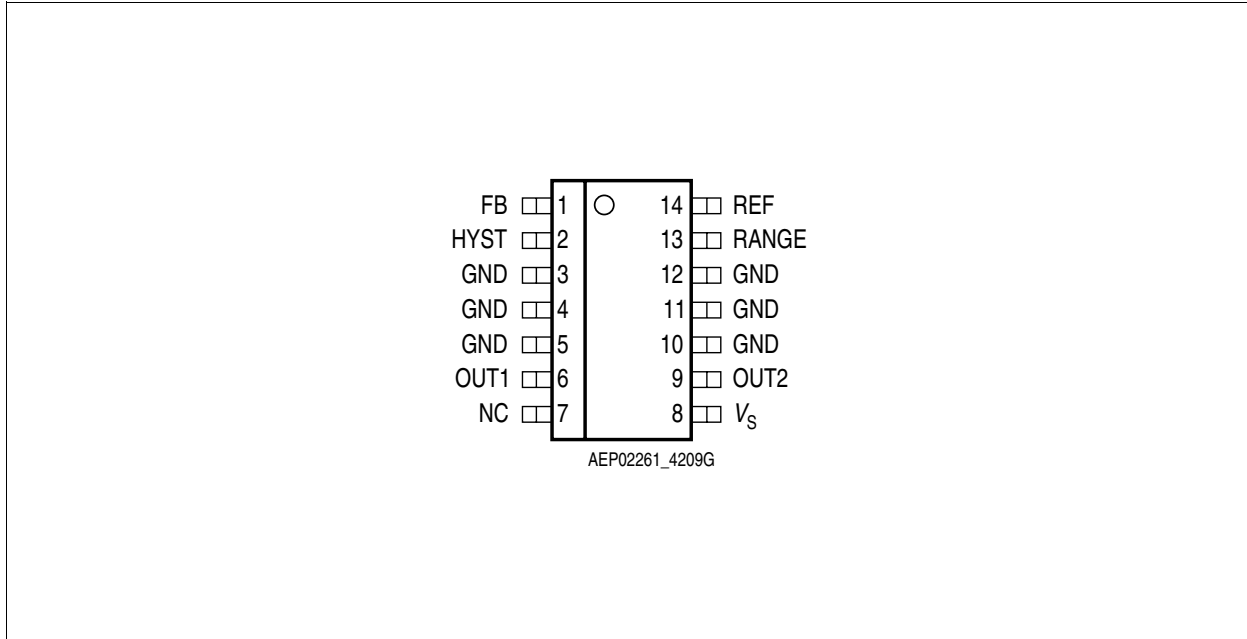 FB 1 14 REF
HYST 2 13 RANGE
GND 3 12 GND
GND 4 11 GND
GND 5 10 GND
OUT1 6 9 OUT2
NC 7 8 VS
AEP02261_4209G